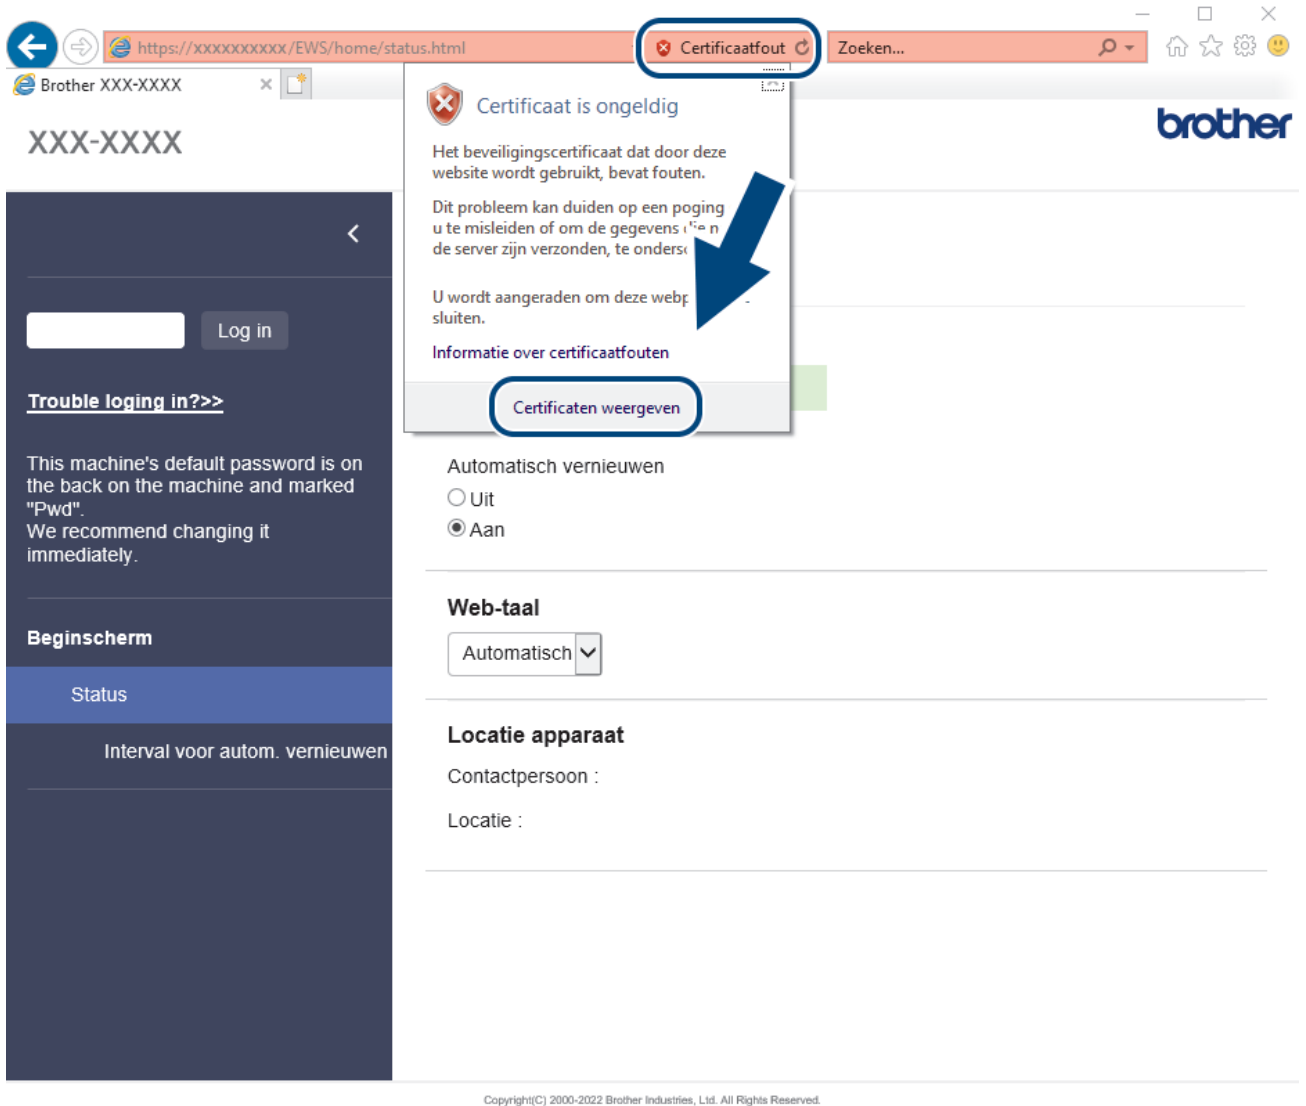 https://xxxxxxxxxx/EWS/home/status.html
Certificaatfout
Zoeken...
Brother XXX-XXXX
XXX-XXXX
brother
Certificaat is ongeldig
Het beveiligingscertificaat dat door deze
website wordt gebruikt, bevat fouten.
Dit probleem kan duiden op een poging
u te misleiden of om de gegevens
de server zijn verzonden, te
U wordt aangeraden om deze
sluiten.
Informatie over certificaatfouten
Certificaten weergeven
Log in
Trouble loging in?>>
This machine's default password is on
the back on the machine and marked
"Pwd".
We recommend changing it
immediately.
Beginscherm
Status
Interval voor autom. vernieuwen
Automatisch vernieuwen
Uit
Aan
Web-taal
Automatisch
Locatie apparaat
Contactpersoon :
Locatie :
Copyright(C) 2000-2022 Brother Industries, Ltd. All Rights Reserved.